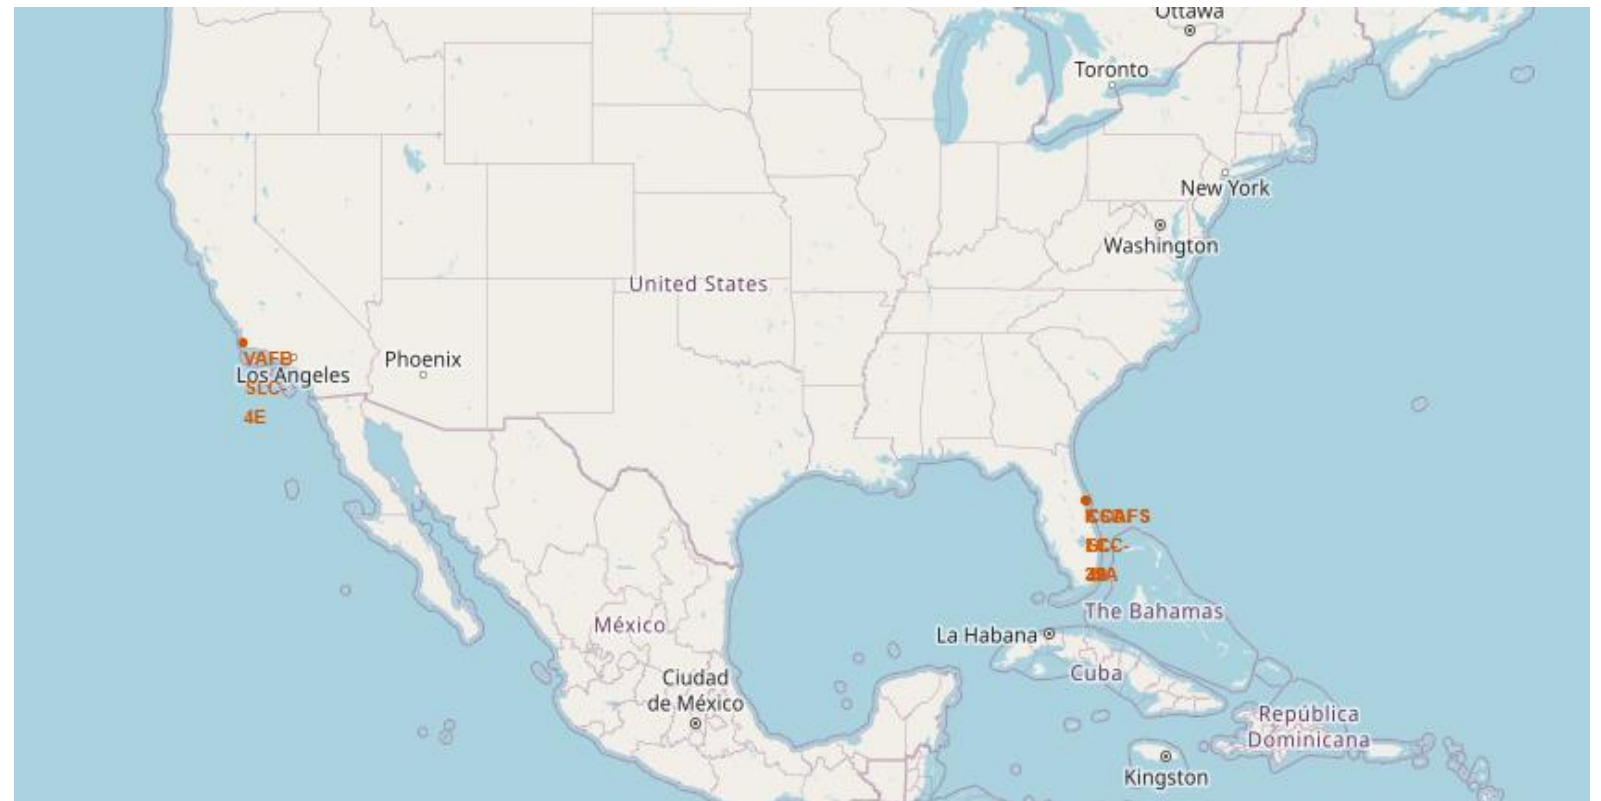 Ottawa
Toronto
New York
Washington
United States
VAFB
Los Angeles
SLC-
4E
Phoenix
The Bahamas
México
La Habana
Cuba
Ciudad
de México
República
Dominicana
Kingston